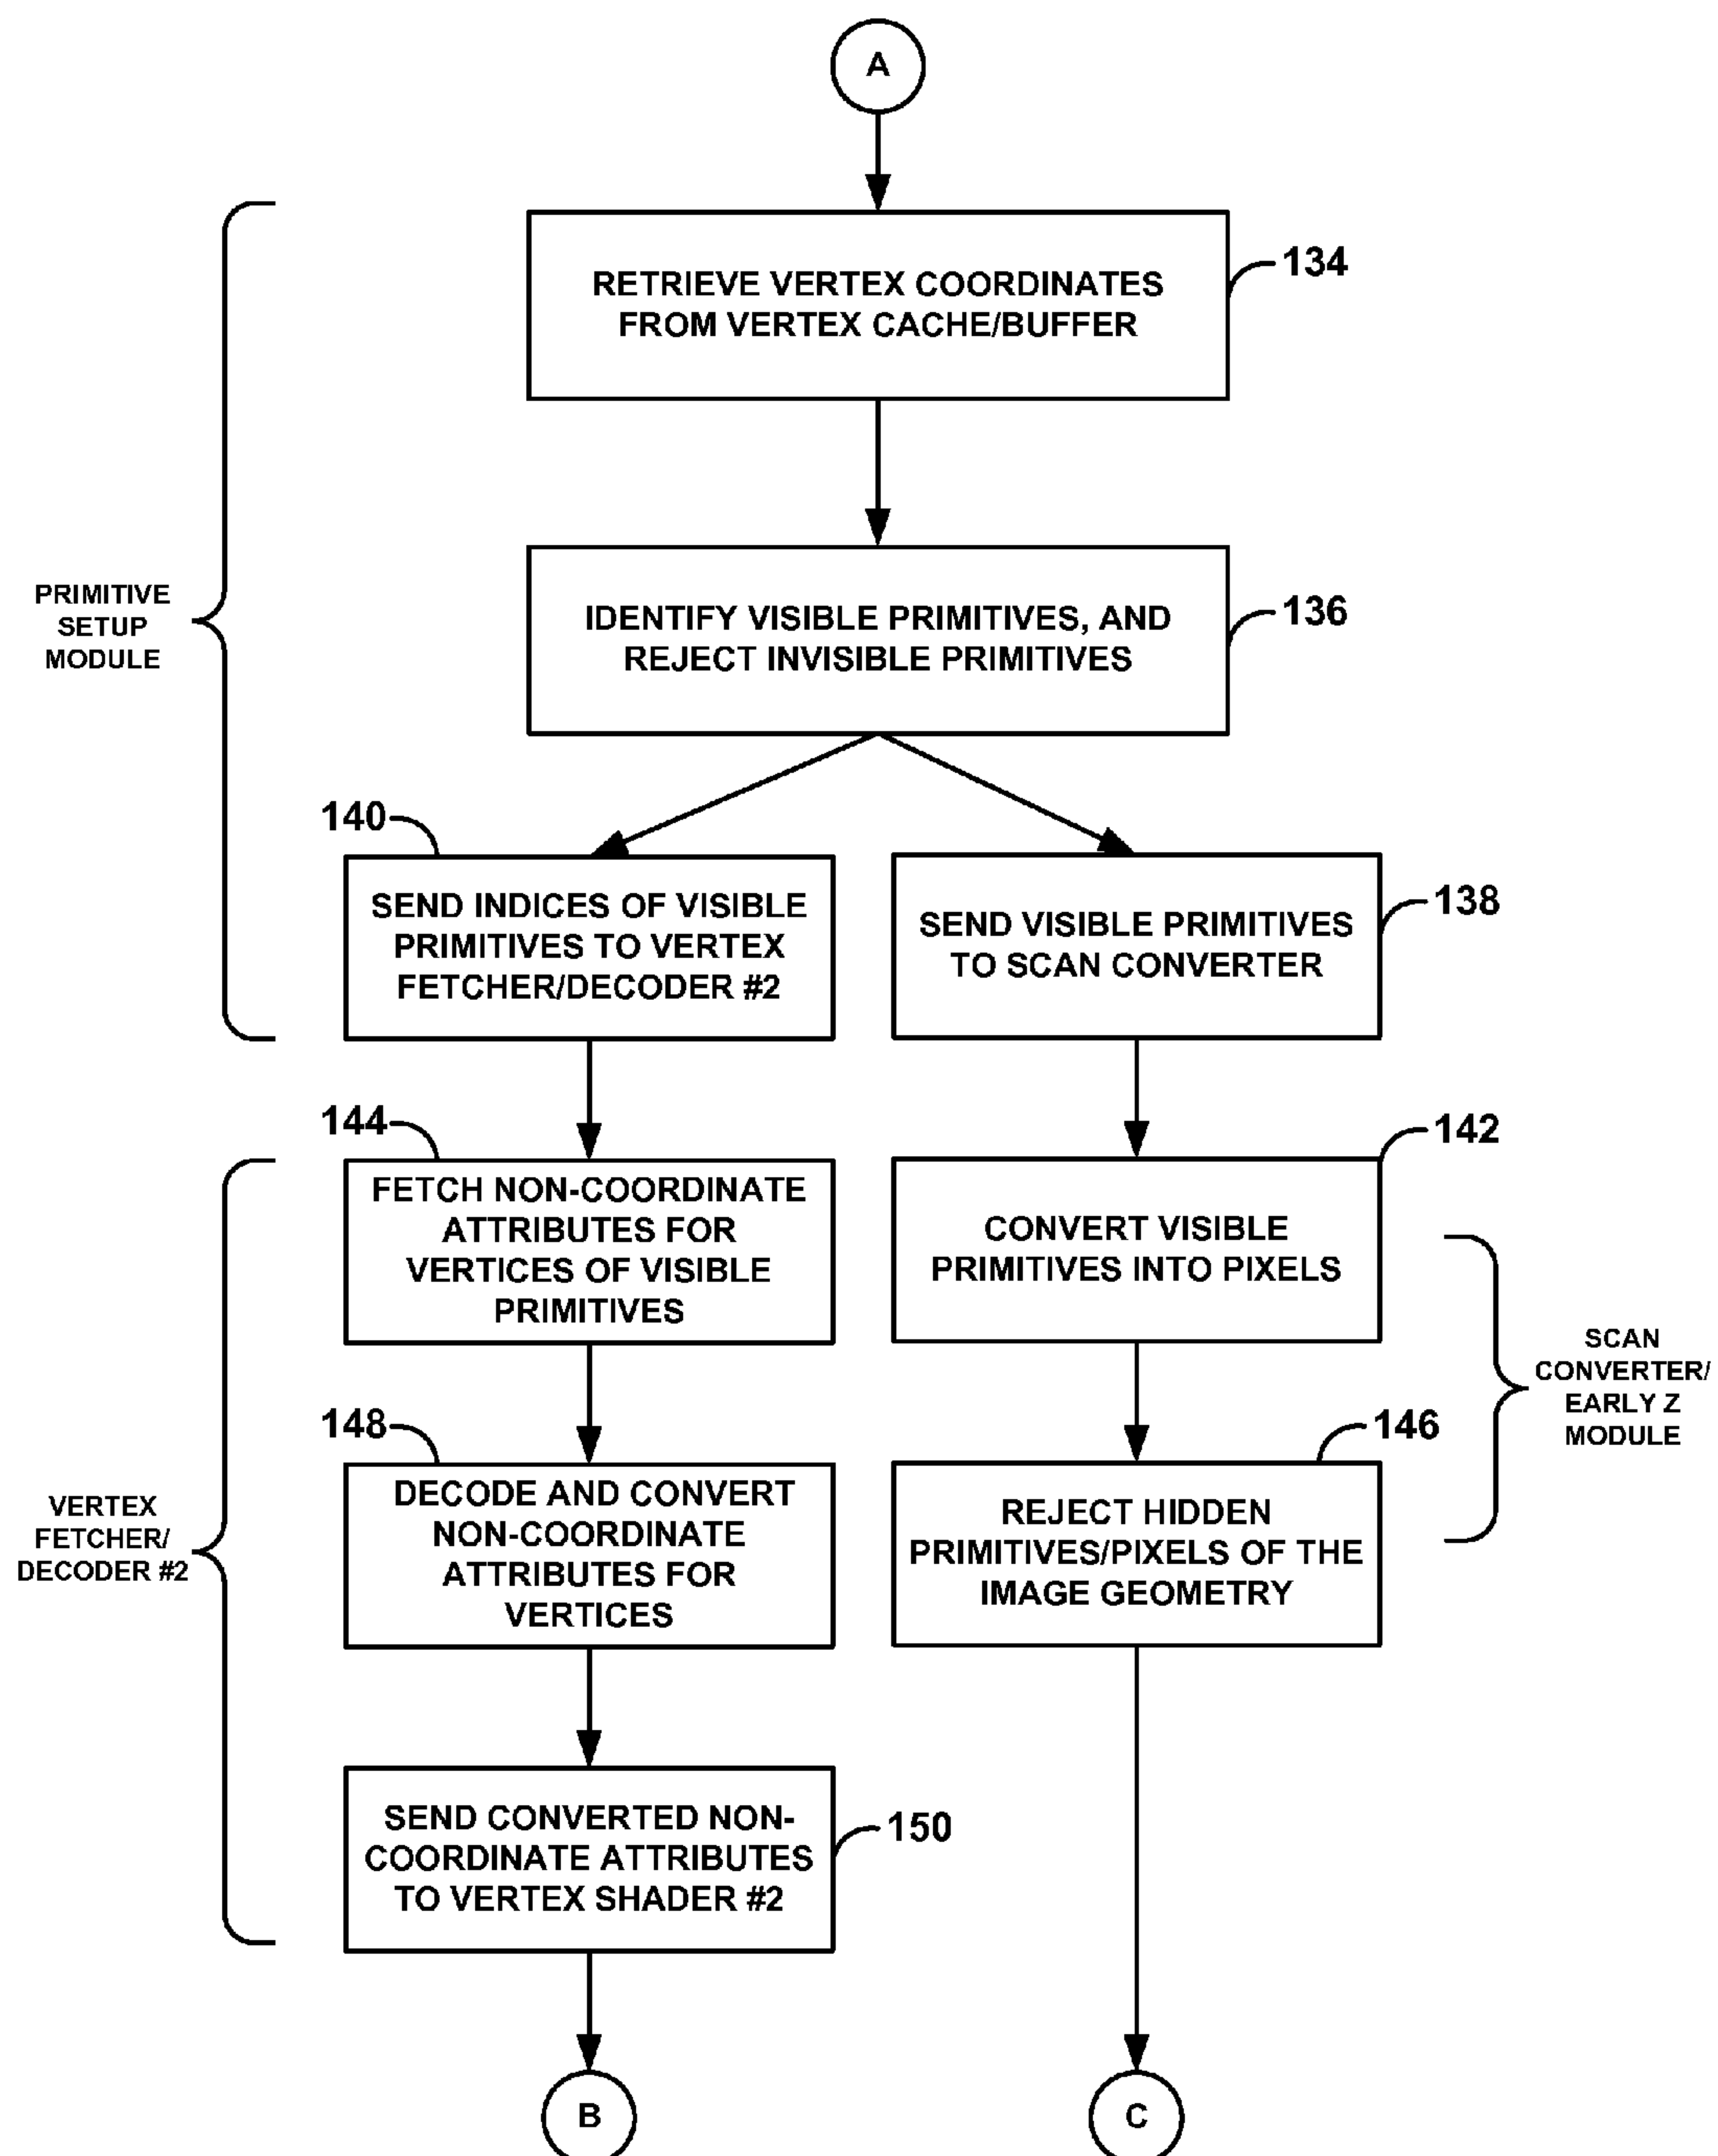 A
RETRIEVE VERTEX COORDINATES
FROM VERTEX CACHE/BUFFER
134
PRIMITIVE
SETUP
MODULE
IDENTIFY VISIBLE PRIMITIVES, AND
REJECT INVISIBLE PRIMITIVES
136
140
SEND INDICES OF VISIBLE
PRIMITIVES TO VERTEX
FETCHER/DECODER #2
SEND VISIBLE PRIMITIVES
TO SCAN CONVERTER
138
144
FETCH NON-COORDINATE
ATTRIBUTES FOR
VERTICES OF VISIBLE
PRIMITIVES
142
CONVERT VISIBLE
PRIMITIVES INTO PIXELS
SCAN
CONVERTER/
EARLY Z
MODULE
148
DECODE AND CONVERT
NON-COORDINATE
ATTRIBUTES FOR
VERTICES
146
REJECT HIDDEN
PRIMITIVES/PIXELS OF THE
IMAGE GEOMETRY
VERTEX
FETCHER/
DECODER #2
SEND CONVERTED NON-
COORDINATE ATTRIBUTES
TO VERTEX SHADER #2
150
B
C